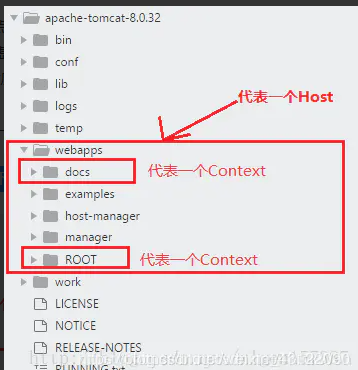 apache-tomcat-8.0.32
bin
conf
lib
logs
temp
代表一个Host
webapps
docs
代表一个Context
examples
host-manager
manager
ROOT
代表一个Context
work
LICENSE
NOTICE
RELEASE-NOTES
RUNNING.txt